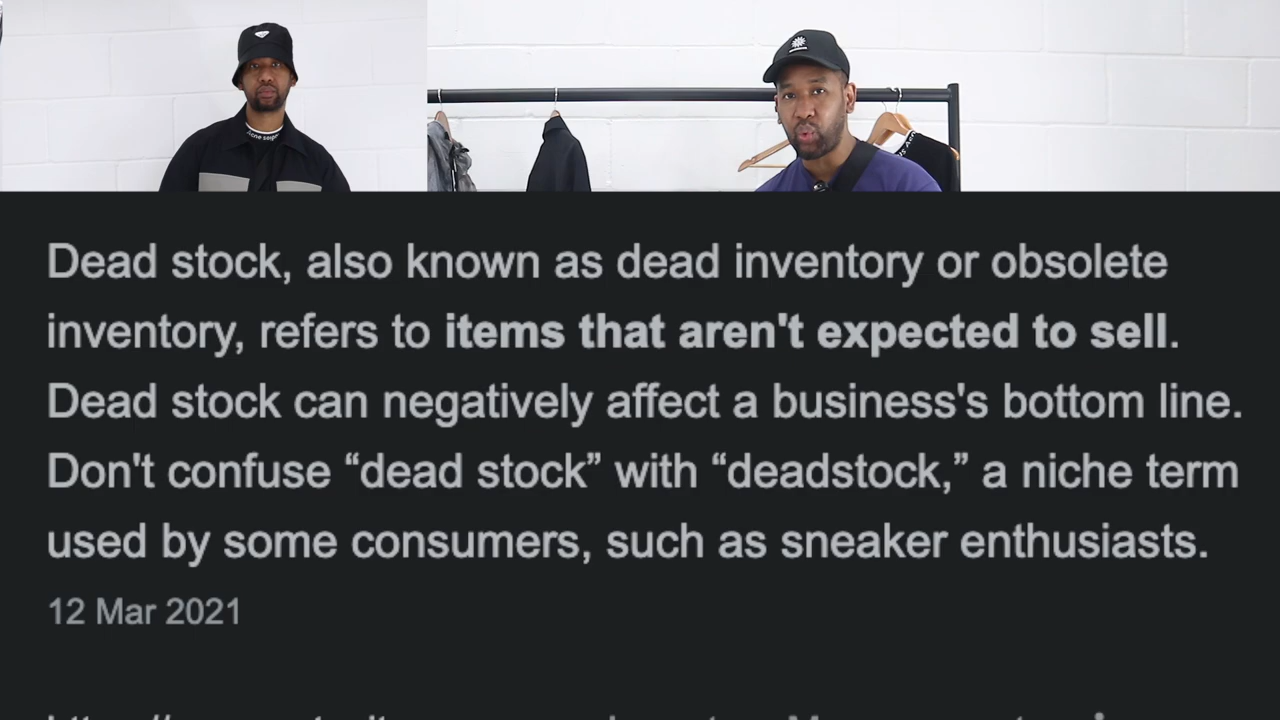 Acne
Dead stock, also known as dead inventory or obsolete
inventory, refers to items that aren't expected to sell.
Dead stock can negatively affect a business's bottom line.
Don't confuse “dead stock” with “deadstock,” a niche term
used by some consumers, such as sneaker enthusiasts.
12 Mar 2021